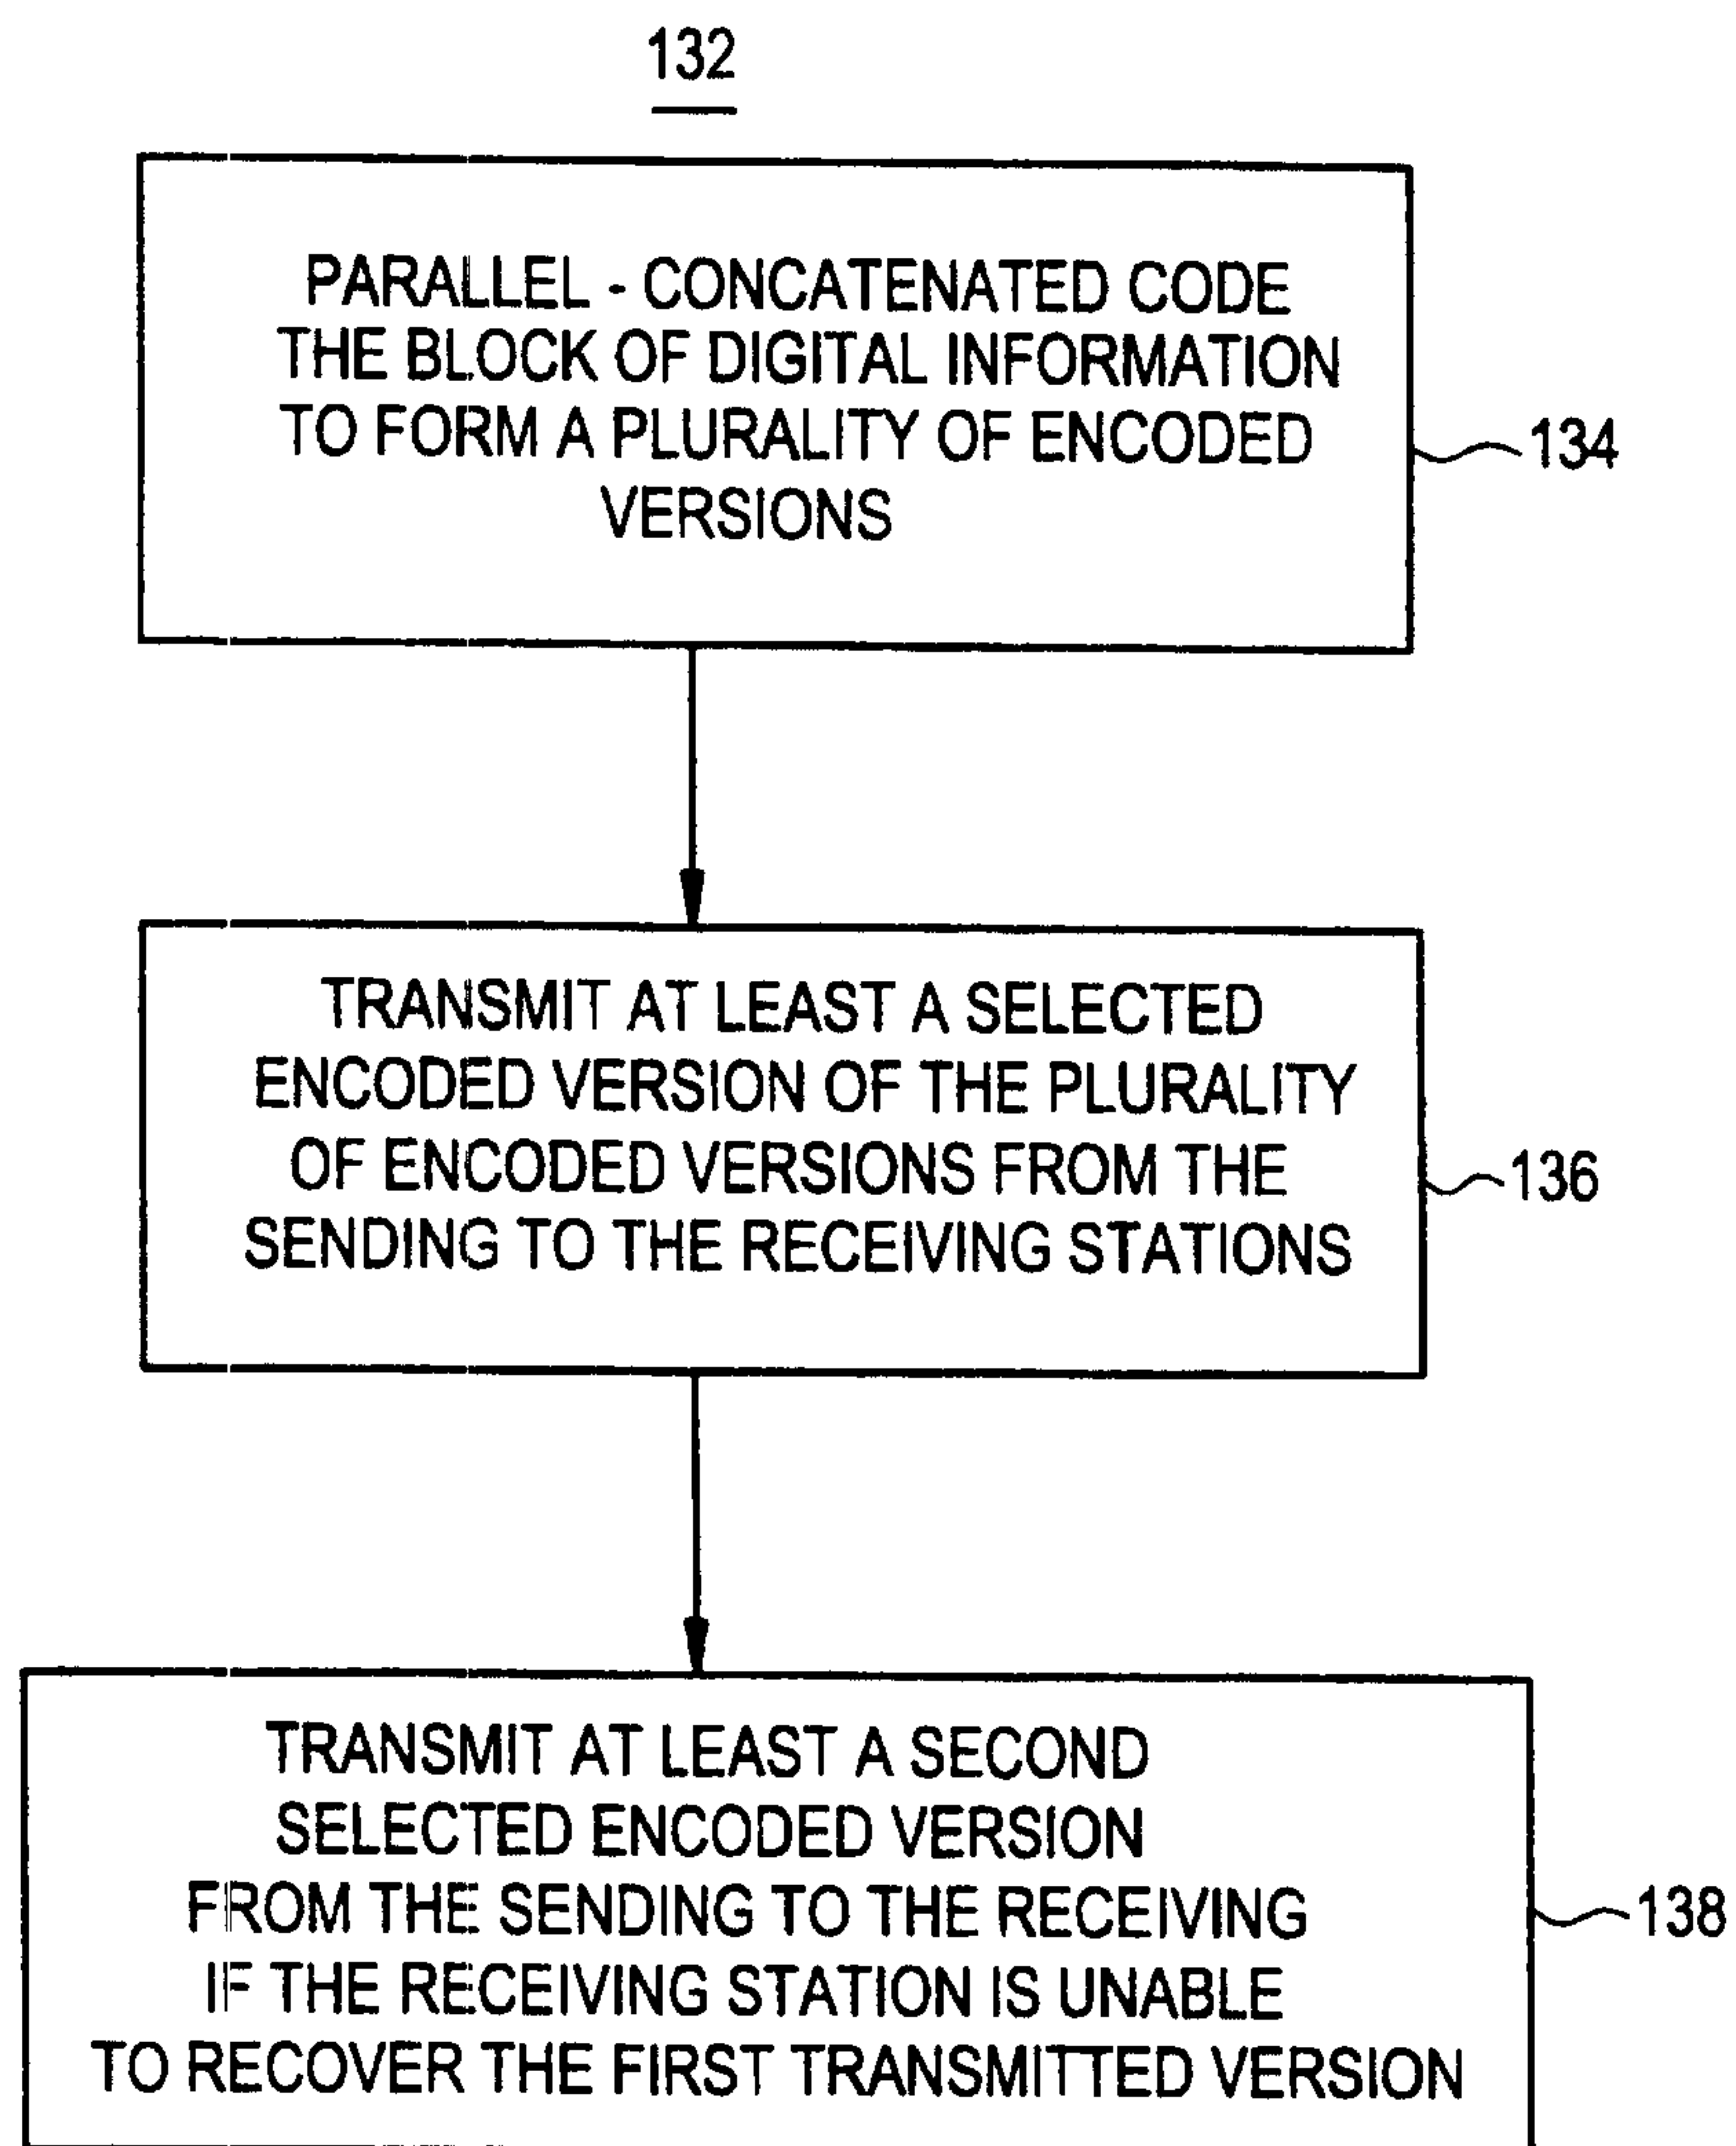 132
PARALLEL - CONCATENATED CODE
THE BLOCK OF DIGITAL INFORMATION
TO FORM A PLURALITY OF ENCODED
VERSIONS
134
TRANSMIT AT LEAST A SELECTED
ENCODED VERSION OF THE PLURALITY
OF ENCODED VERSIONS FROM THE
SENDING TO THE RECEIVING STATIONS
136
TRANSMIT AT LEAST A SECOND
SELECTED ENCODED VERSION
FROM THE SENDING TO THE RECEIVING
IF THE RECEIVING STATION IS UNABLE
TO RECOVER THE FIRST TRANSMITTED VERSION
138